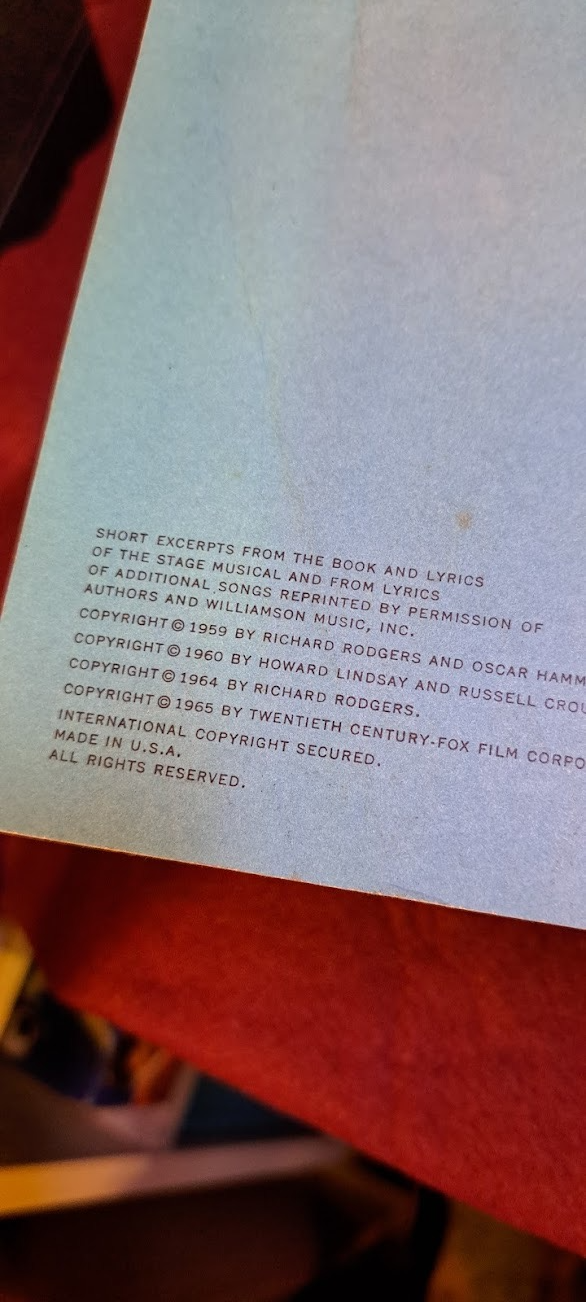 SHORT EXCERPTS FROM THE BOOK AND LYRICS
OF THE STAGE MUSICAL AND FROM LYRICS
OF ADDITIONAL SONGS REPRINTED BY PERMISSION OF
AUTHORS AND WILLIAMSON MUSIC, INC.
COPYRIGHT © 1959 BY RICHARD RODGERS AND OSCAR HAMM
COPYRIGHT © 1960 BY HOWARD LINDSAY AND RUSSELL CROU
COPYRIGHT © 1964 BY RICHARD RODGERS.
COPYRIGHT © 1965 BY TWENTIETH CENTURY-FOX FILM CORPO
INTERNATIONAL COPYRIGHT SECURED.
MADE IN U.S.A.
ALL RIGHTS RESERVED.